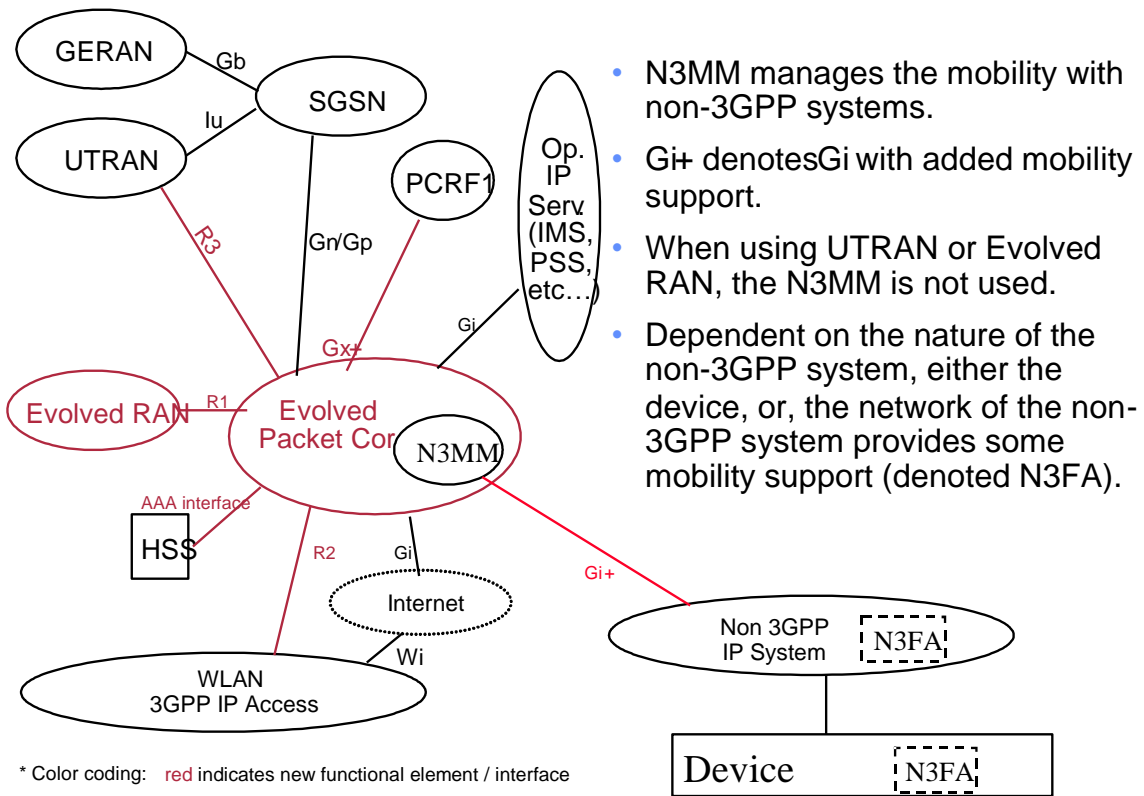 GERAN
Gb
SGSN
Iu
UTRAN
PCRF1
Op.
IP
Serv.
(IMS,
PSS,
etc…)
R3
Gn/Gp
Gi
Gx+
Evolved RAN
R1
Evolved
Packet Cor
N3MM
AAA interface
HSS
R2
Gi
Internet
Wi
WLAN
3GPP IP Access
Gi+
Non 3GPP
IP System
N3FA
Device
N3FA
• N3MM manages the mobility with
non-3GPP systems.
• Gi+ denotesGi with added mobility
support.
• When using UTRAN or Evolved
RAN, the N3MM is not used.
• Dependent on the nature of the
non-3GPP system, either the
device, or, the network of the non-
3GPP system provides some
mobility support (denoted N3FA).
* Color coding: red indicates new functional element / interface